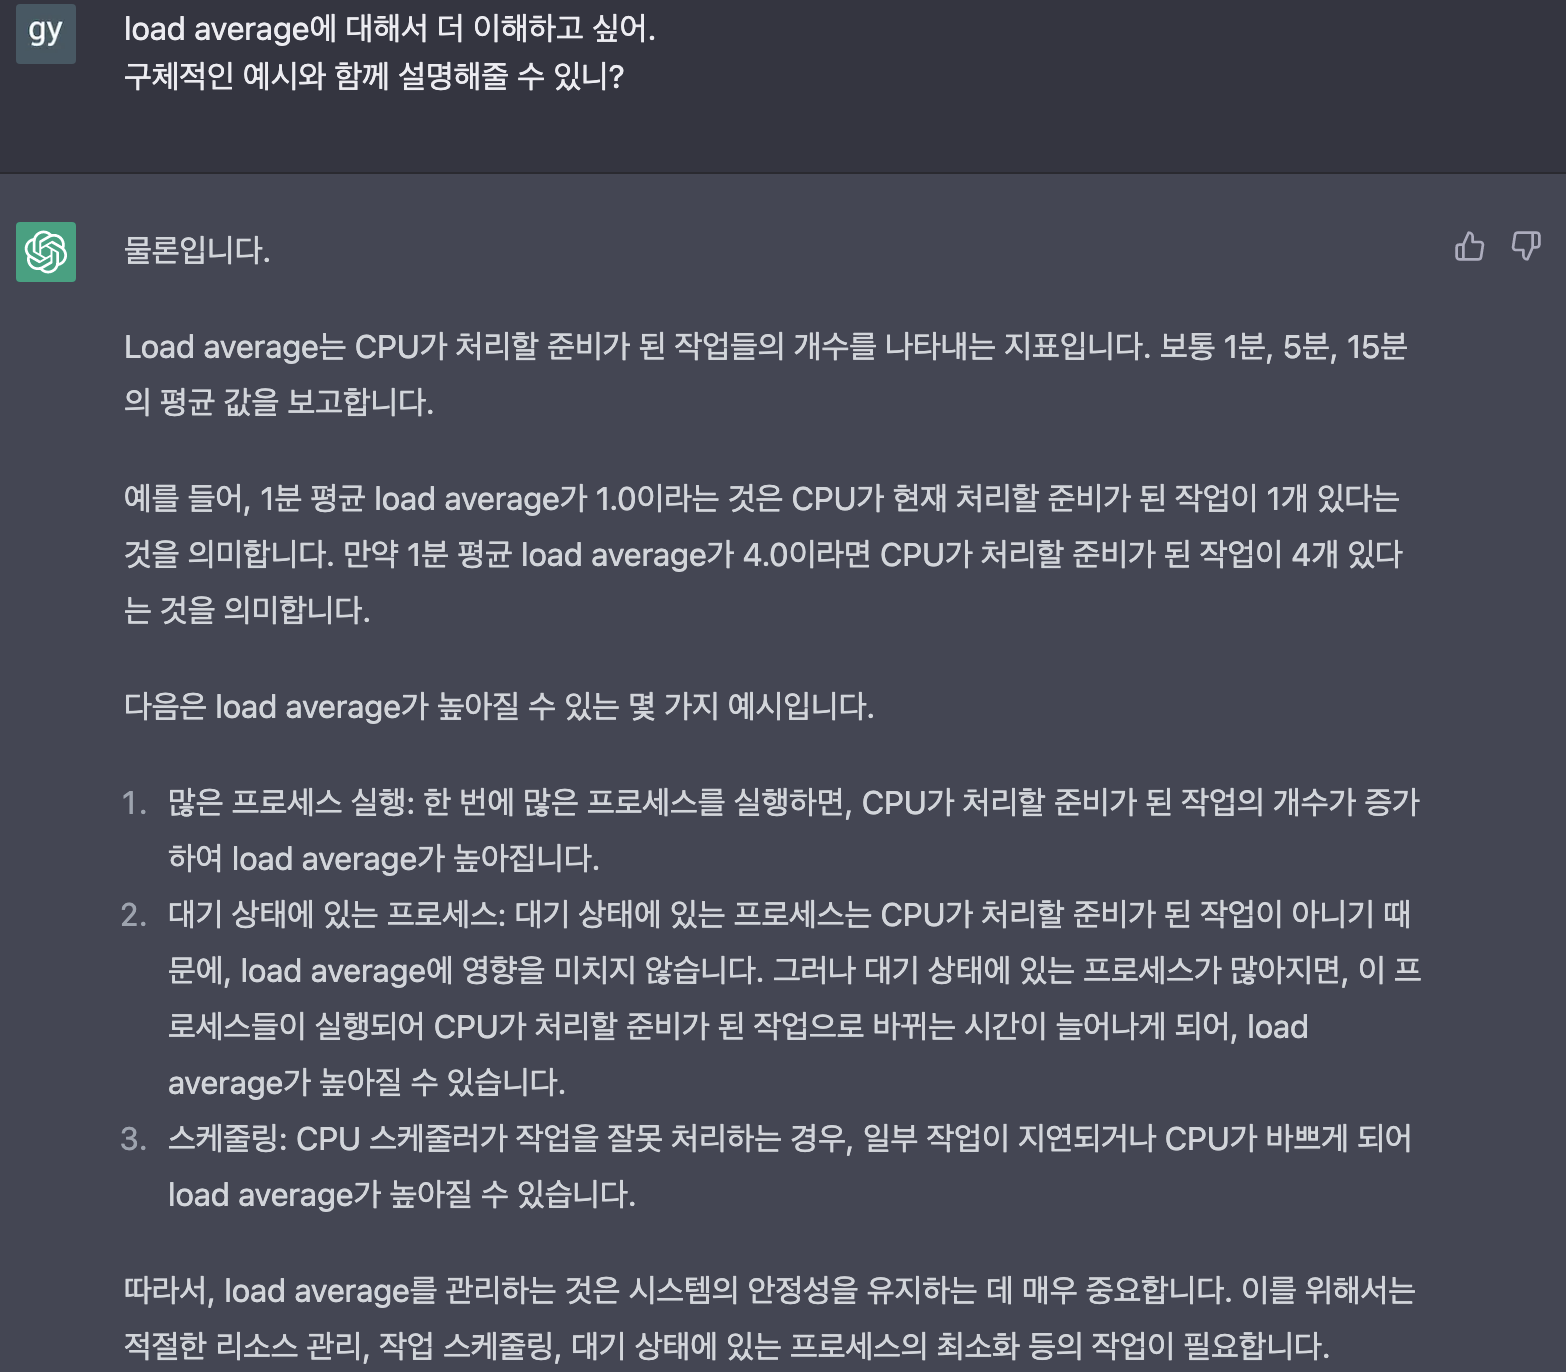 gy
load average에 대해서 더 이해하고 싶어.
구체적인 예시와 함께 설명해줄 수 있니?
물론입니다.
Load average는 CPU가 처리할 준비가 된 작업들의 개수를 나타내는 지표입니다. 보통 1분, 5분, 15분
의 평균 값을 보고합니다.
예를 들어, 1분 평균 load average가 1.0이라는 것은 CPU가 현재 처리할 준비가 된 작업이 1개 있다는
것을 의미합니다. 만약 1분 평균 load average가 4.0이라면 CPU가 처리할 준비가 된 작업이 4개 있다
는 것을 의미합니다.
다음은 load average가 높아질 수 있는 몇 가지 예시입니다.
1. 많은 프로세스 실행: 한 번에 많은 프로세스를 실행하면, CPU가 처리할 준비가 된 작업의 개수가 증가
하여 load average가 높아집니다.
2. 대기 상태에 있는 프로세스: 대기 상태에 있는 프로세스는 CPU가 처리할 준비가 된 작업이 아니기 때
문에, load average에 영향을 미치지 않습니다. 그러나 대기 상태에 있는 프로세스가 많아지면, 이 프
로세스들이 실행되어 CPU가 처리할 준비가 된 작업으로 바뀌는 시간이 늘어나게 되어, load
average가 높아질 수 있습니다.
3. 스케줄링: CPU 스케줄러가 작업을 잘못 처리하는 경우, 일부 작업이 지연되거나 CPU가 바쁘게 되어
load average가 높아질 수 있습니다.
따라서, load average를 관리하는 것은 시스템의 안정성을 유지하는 데 매우 중요합니다. 이를 위해서는
적절한 리소스 관리, 작업 스케줄링, 대기 상태에 있는 프로세스의 최소화 등의 작업이 필요합니다.